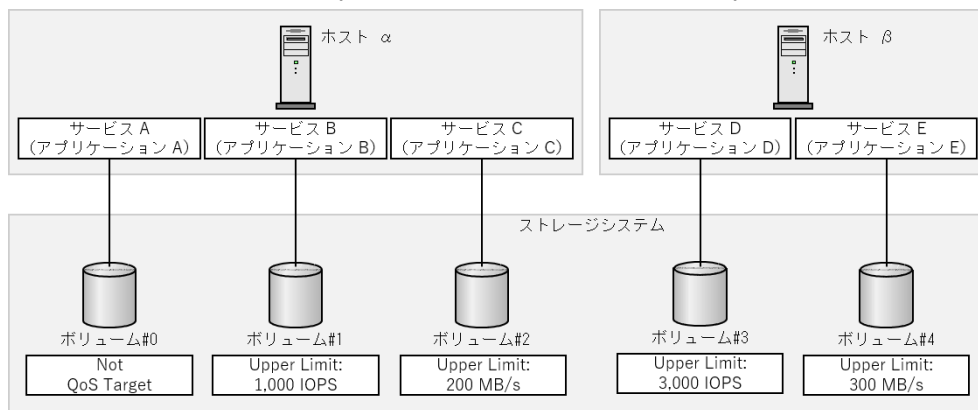 ホスト α
ホスト β
サービス A
（アプリケーション A）
サービス B
（アプリケーション B）
サービス C
（アプリケーション C）
サービス D
（アプリケーション D）
サービス E
（アプリケーション E）
ストレージシステム
ボリューム#0
Not
QoS Target
ボリューム#1
Upper Limit:
1,000 IOPS
ボリューム#2
Upper Limit:
200 MB/s
ボリューム#3
Upper Limit:
3,000 IOPS
ボリューム#4
Upper Limit:
300 MB/s